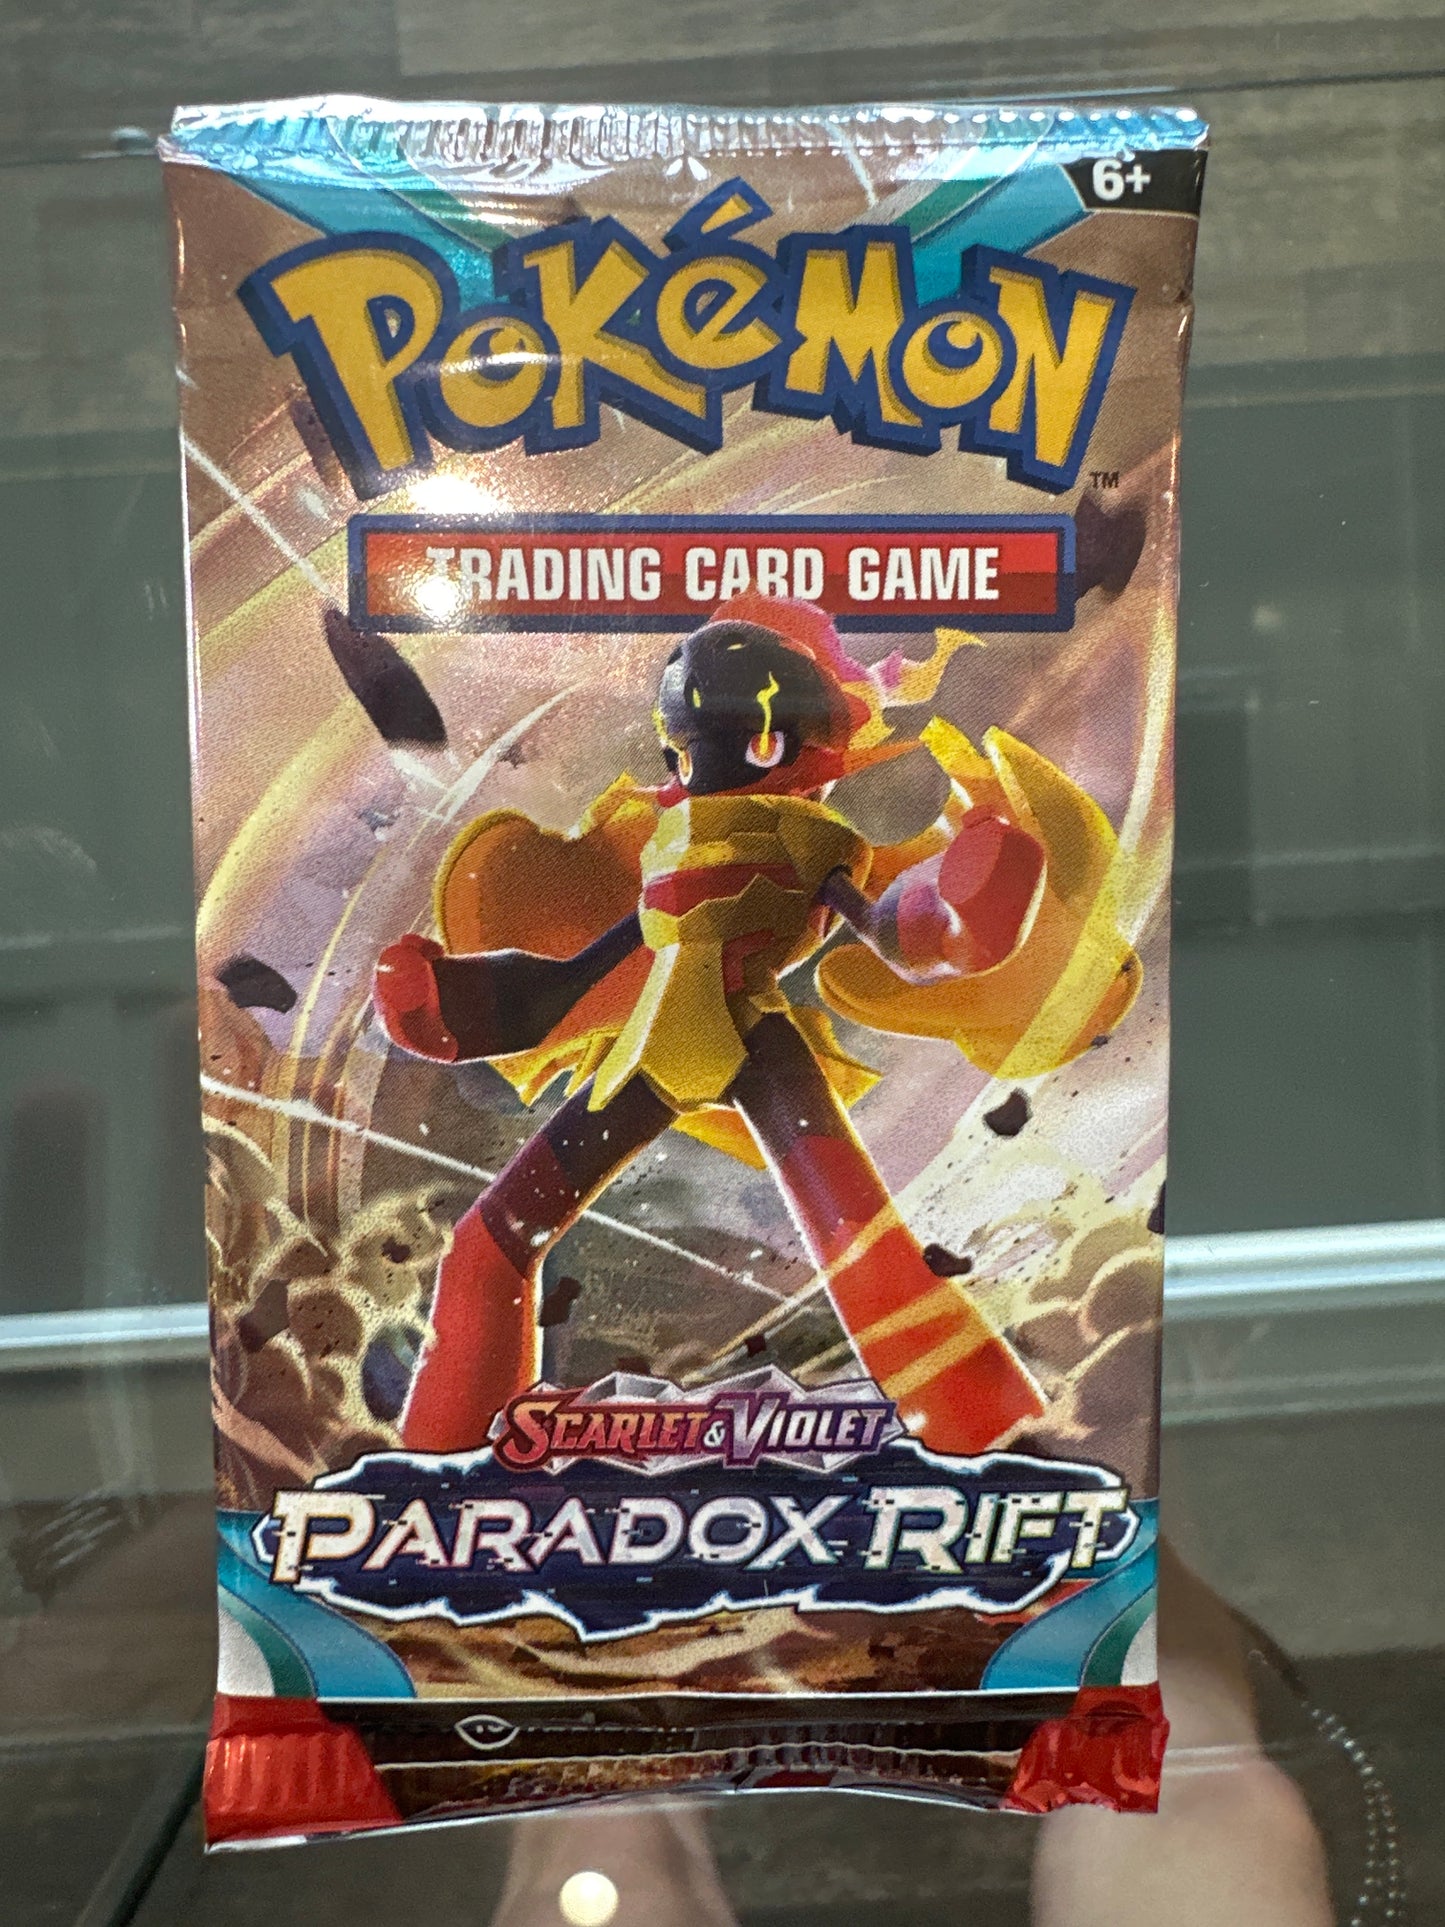 6+
POKéMON
TM
TRADING CARD GAME
SCARLET & VIOLET
PARADOX RIFT